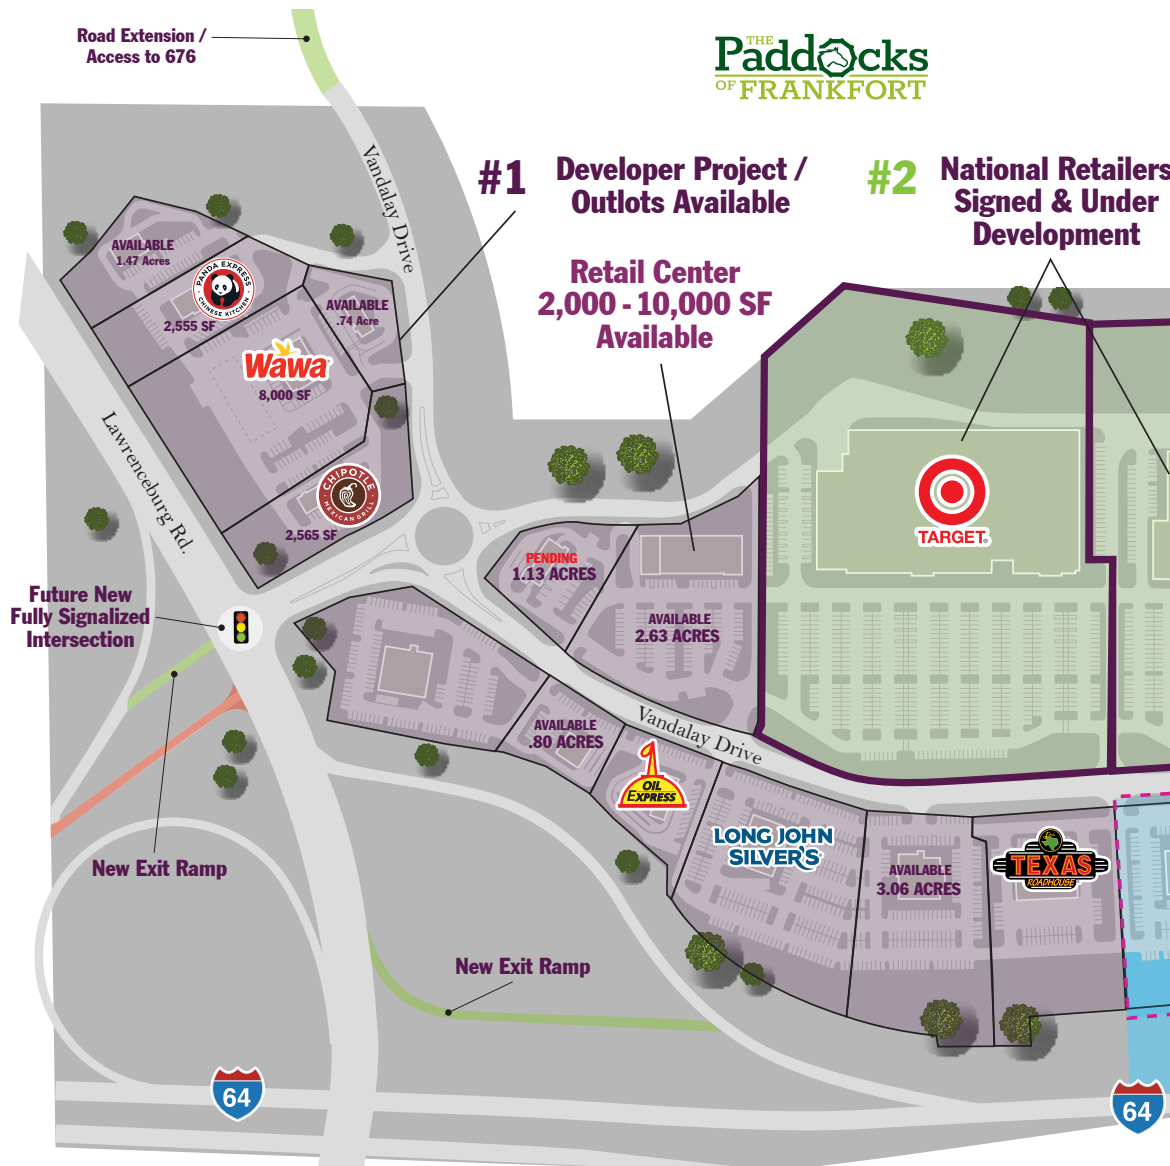 Road Extension /
Access to 676
THE
Paddocks
OF FRANKFORT
#1
Developer Project /
Outlots Available
#2
National Retailers
Signed & Under
Development
Vandalay Drive
Retail Center
2,000 - 10,000 SF
Available
AVAILABLE
1.47 Acres
PANDA EXPRESS
CHINESE KITCHEN
2,555 SF
AVAILABLE
.74 Acre
Wawa
8,000 SF
Lawrenceburg Rd.
CHIPOTLE
MEXICAN GRILL
2,565 SF
TARGET
PENDING
1.13 ACRES
AVAILABLE
2.63 ACRES
Future New
Fully Signalized
Intersection
AVAILABLE
.80 ACRES
Vandalay Drive
OIL
EXPRESS
LONG JOHN
SILVER'S
AVAILABLE
3.06 ACRES
TEXAS
ROADHOUSE
New Exit Ramp
New Exit Ramp
64
64